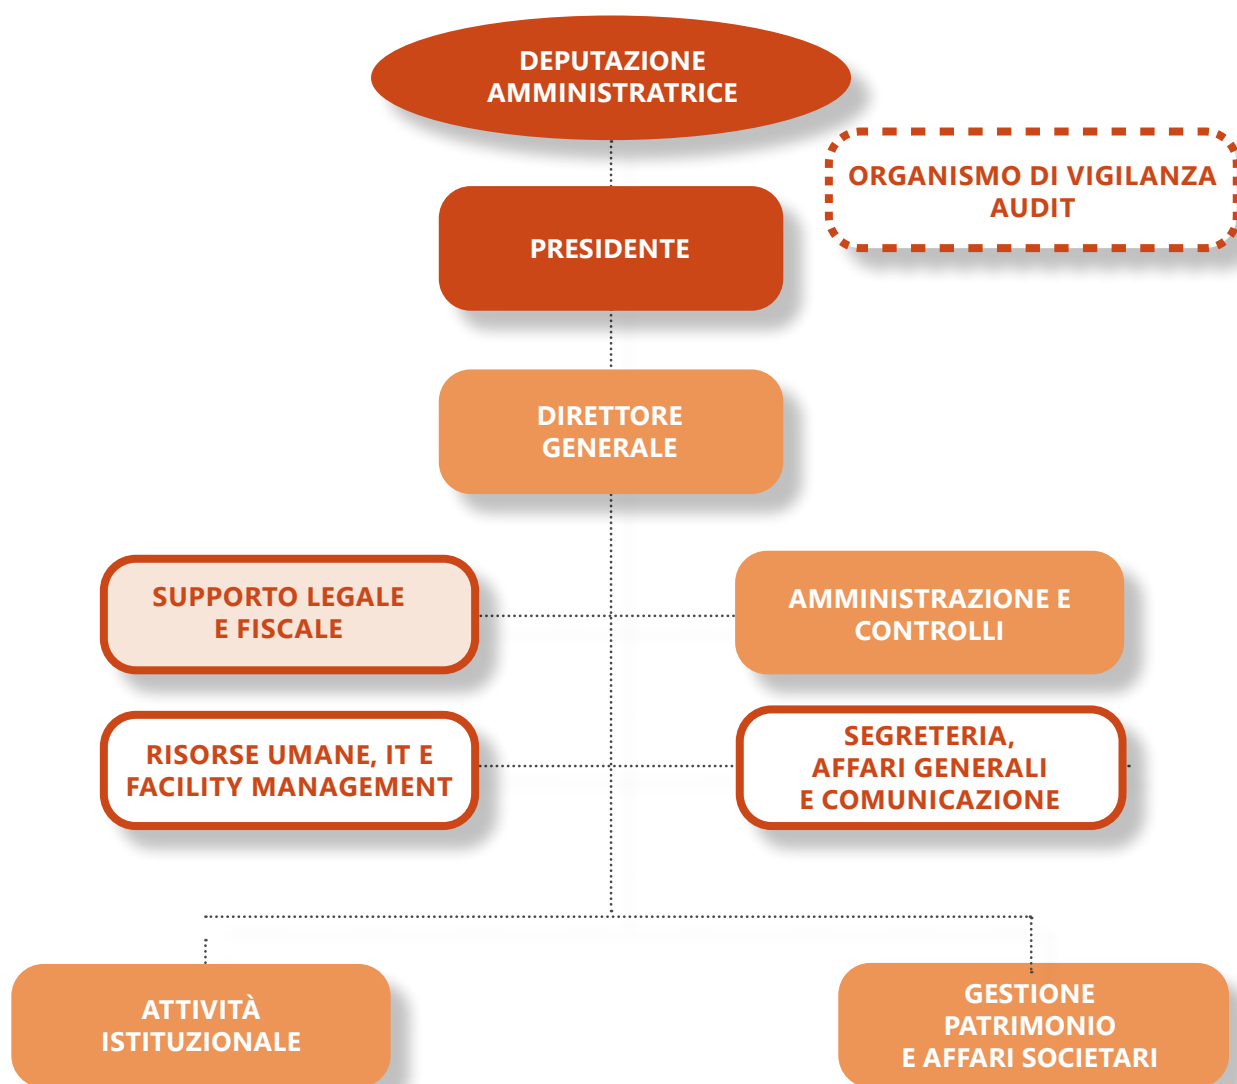 DEPUTAZIONE
AMMINISTRATRICE
ORGANISMO DI VIGILANZA
AUDIT
PRESIDENTE
DIRETTORE
GENERALE
SUPPORTO LEGALE
E FISCALE
AMMINISTRAZIONE E
CONTROLLI
RISORSE UMANE, IT E
FACILITY MANAGEMENT
SEGRETERIA,
AFFARI GENERALI
E COMUNICAZIONE
ATTIVITÀ
ISTITUZIONALE
GESTIONE
PATRIMONIO
E AFFARI SOCIETARI